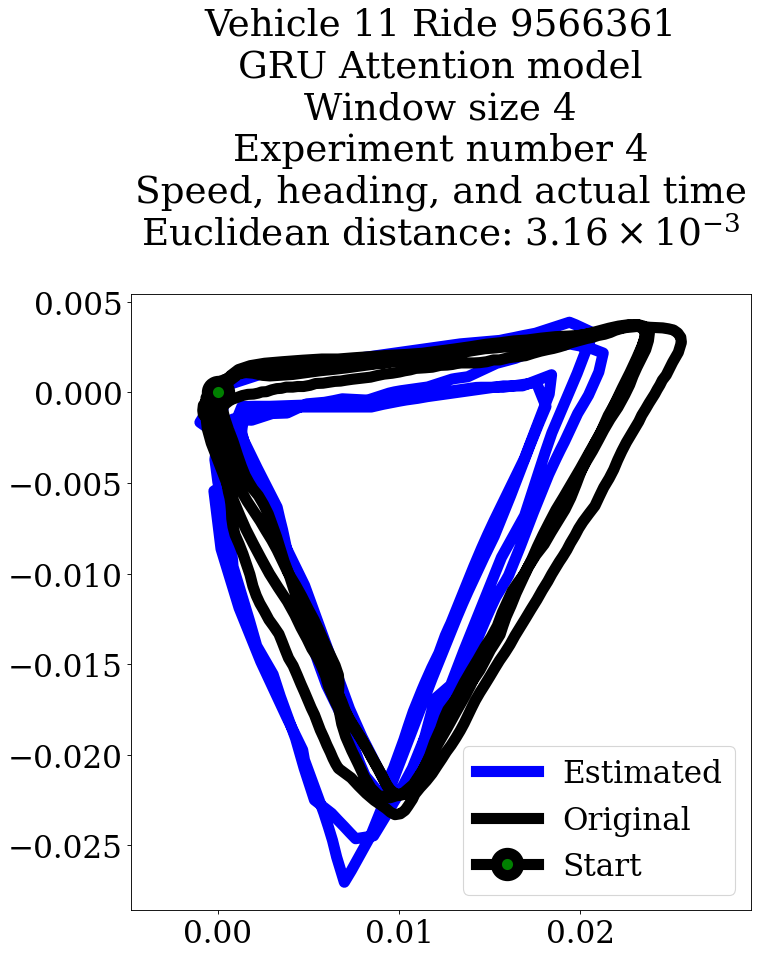 Vehicle 11 Ride 9566361
GRU Attention model
Window size 4
Experiment number 4
Speed, heading, and actual time
Euclidean distance: 3.16 × 10⁻³
0.005
0.000
−0.005
−0.010
−0.015
−0.020
−0.025
Estimated
Original
Start
0.00 0.01 0.02